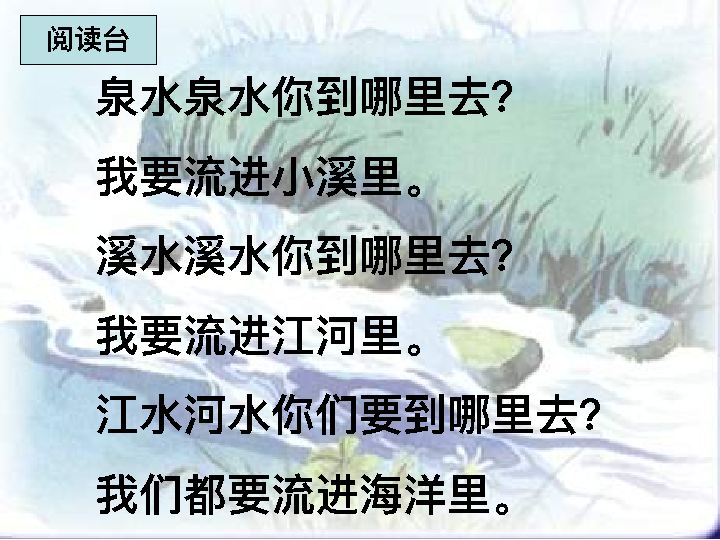 阅读台
泉水泉水你到哪里去?
我要流进小溪里。
溪水溪水你到哪里去?
我要流进江河里。
江水河水你们要到哪里去?
我们都要流进海洋里。